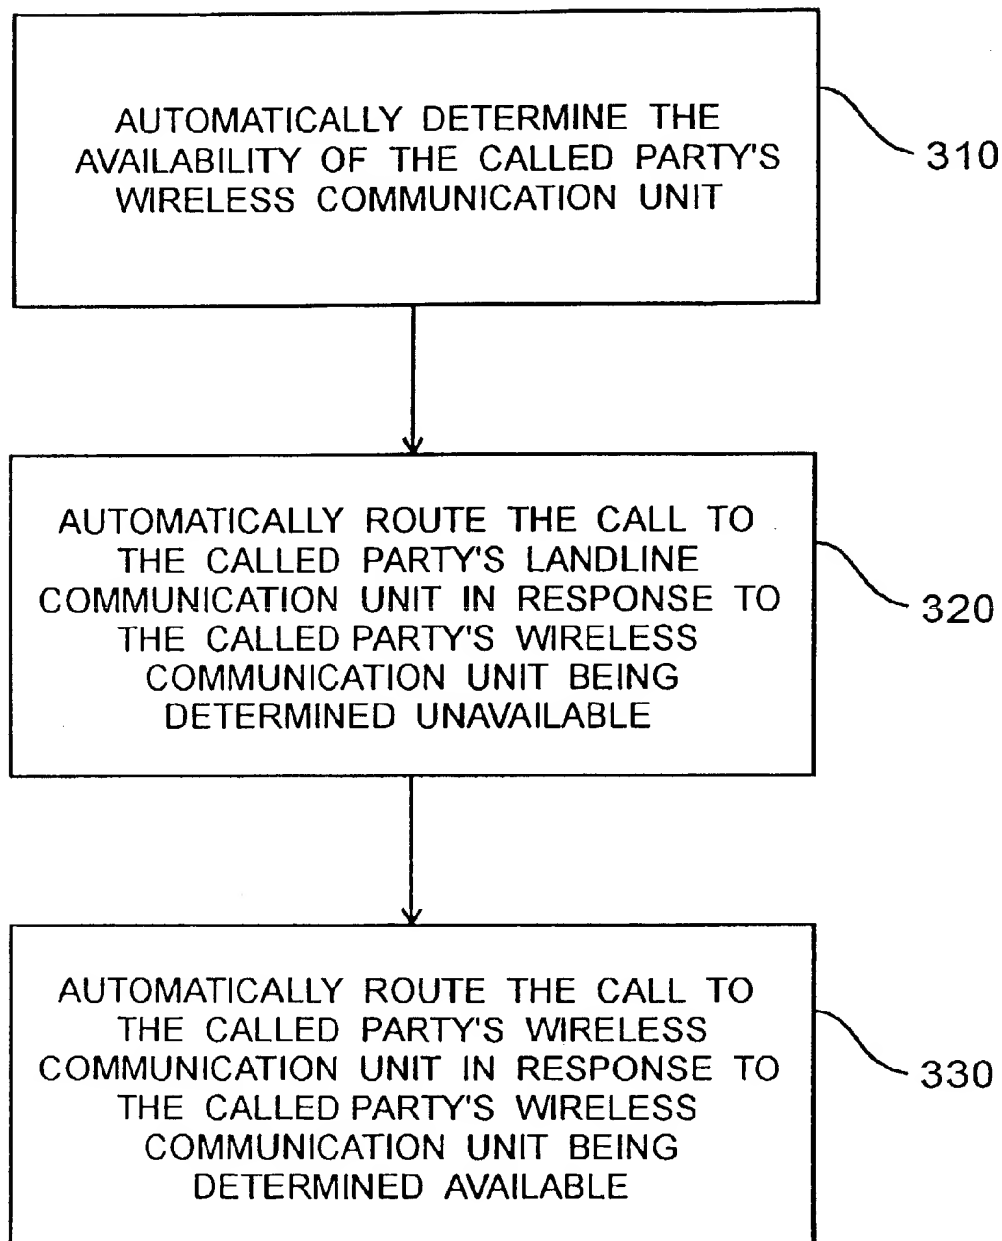 AUTOMATICALLY DETERMINE THE
AVAILABILITY OF THE CALLED PARTY'S
WIRELESS COMMUNICATION UNIT
310
AUTOMATICALLY ROUTE THE CALL TO
THE CALLED PARTY'S LANDLINE
COMMUNICATION UNIT IN RESPONSE TO
THE CALLED PARTY'S WIRELESS
COMMUNICATION UNIT BEING
DETERMINED UNAVAILABLE
320
AUTOMATICALLY ROUTE THE CALL TO
THE CALLED PARTY'S WIRELESS
COMMUNICATION UNIT IN RESPONSE TO
THE CALLED PARTY'S WIRELESS
COMMUNICATION UNIT BEING
DETERMINED AVAILABLE
330